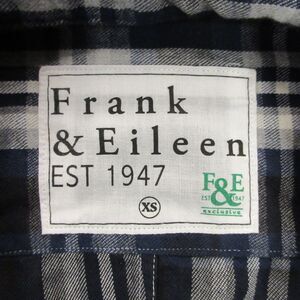 Frank
& Eileen
EST 1947
XS
F&E
EST 1947
exclusive